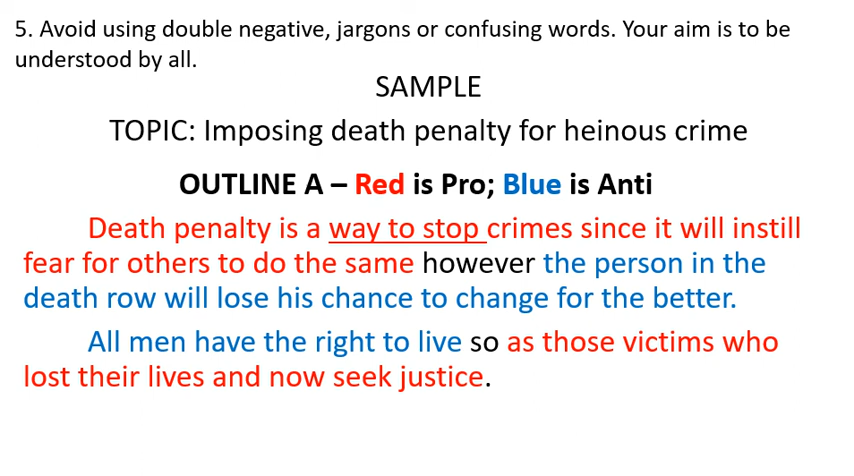 5. Avoid using double negative, jargons or confusing words. Your aim is to be
understood by all.
SAMPLE
TOPIC: Imposing death penalty for heinous crime
OUTLINE A – Red is Pro; Blue is Anti
Death penalty is a way to stop crimes since it will instill
fear for others to do the same however the person in the
death row will lose his chance to change for the better.
All men have the right to live so as those victims who
lost their lives and now seek justice.